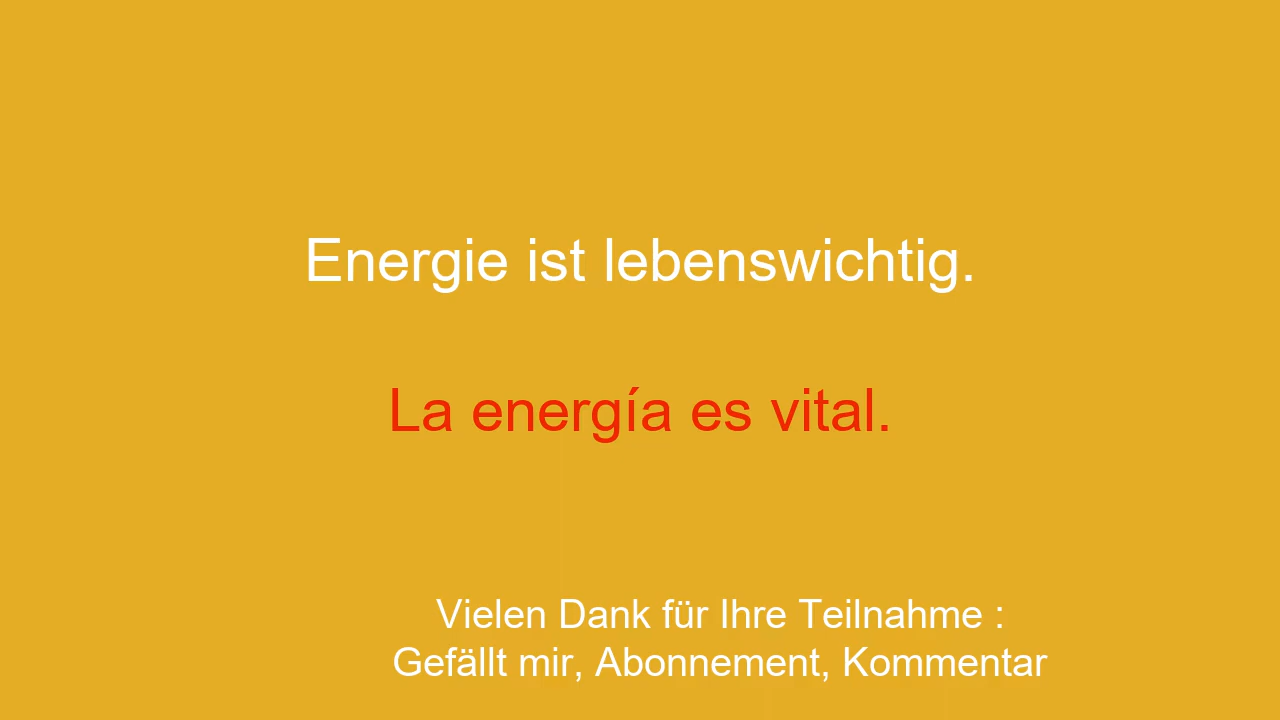 Energie ist lebenswichtig.
La energía es vital.
Vielen Dank für Ihre Teilnahme :
Gefällt mir, Abonnement, Kommentar